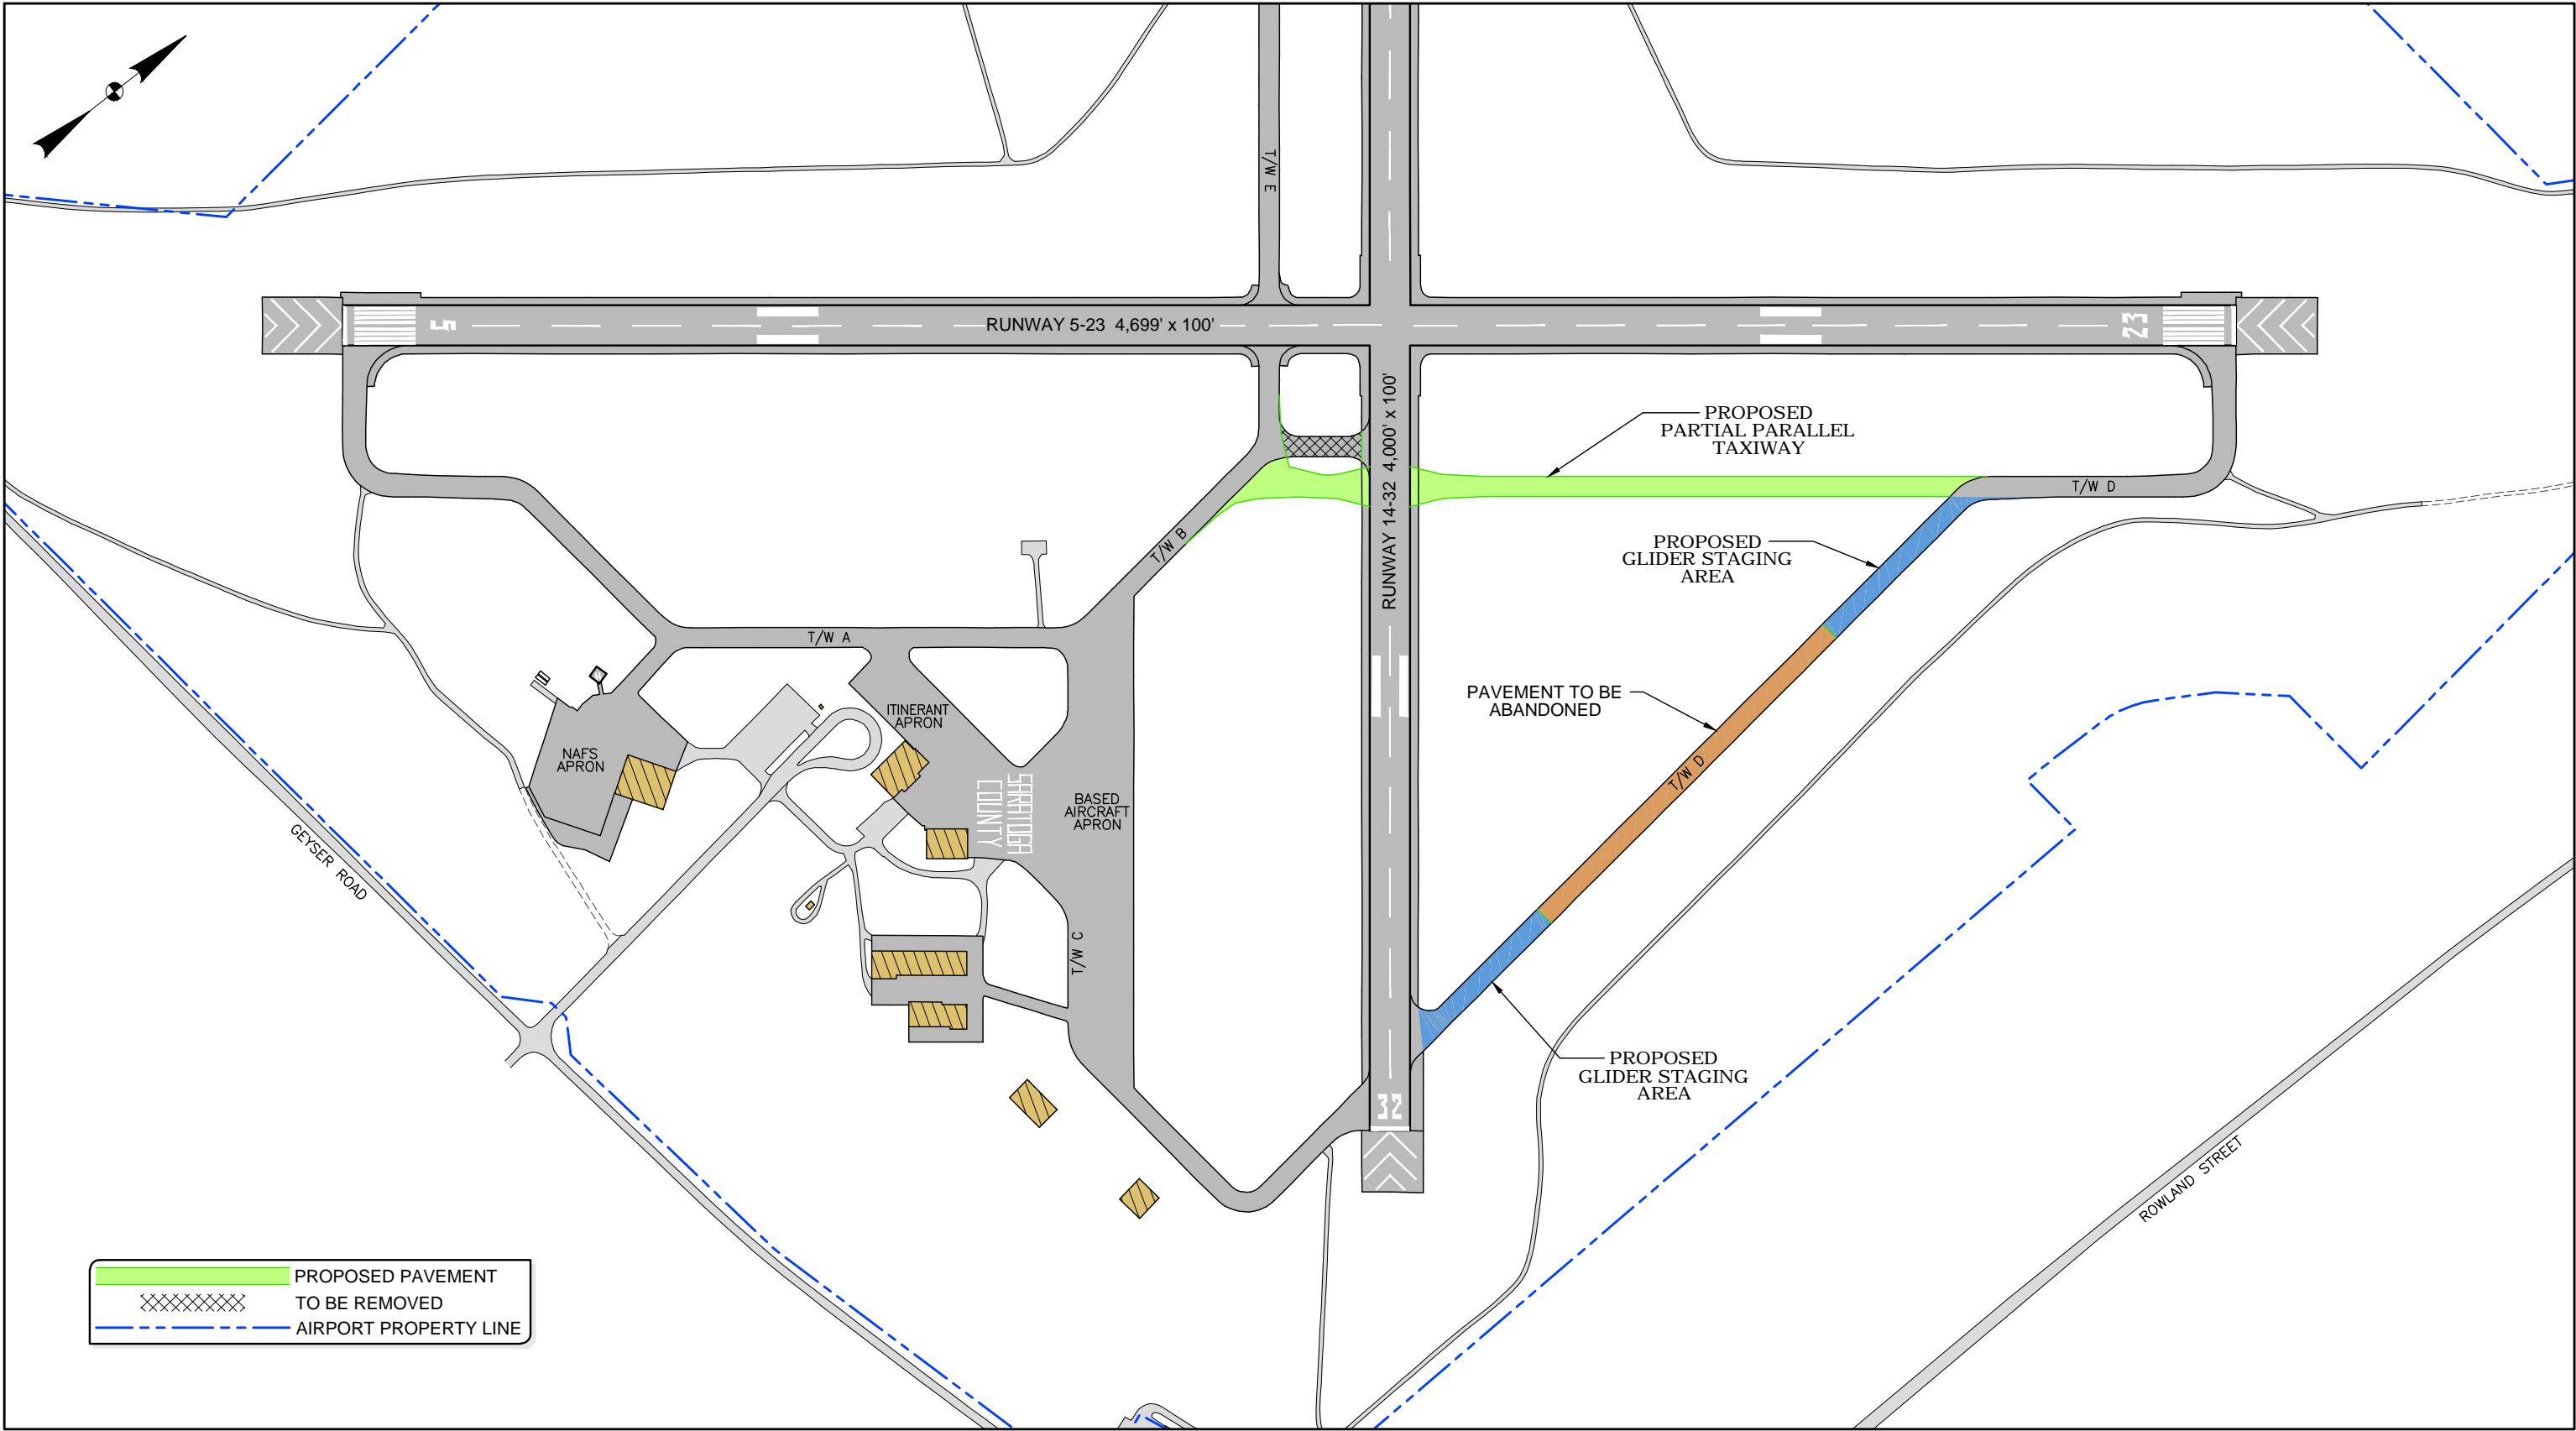 T/W E
5
RUNWAY 5-23  4,699' x 100'
23
RUNWAY 14-32  4,000' x 100'
PROPOSED
PARTIAL PARALLEL
TAXIWAY
T/W D
T/W B
PROPOSED
GLIDER STAGING
AREA
T/W A
PAVEMENT TO BE
ABANDONED
ITINERANT
APRON
NAFS
APRON
T/W D
SARATOGA
COUNTY
BASED
AIRCRAFT
APRON
GEYSER ROAD
T/W C
PROPOSED
GLIDER STAGING
AREA
32
ROWLAND STREET
PROPOSED PAVEMENT
TO BE REMOVED
AIRPORT PROPERTY LINE